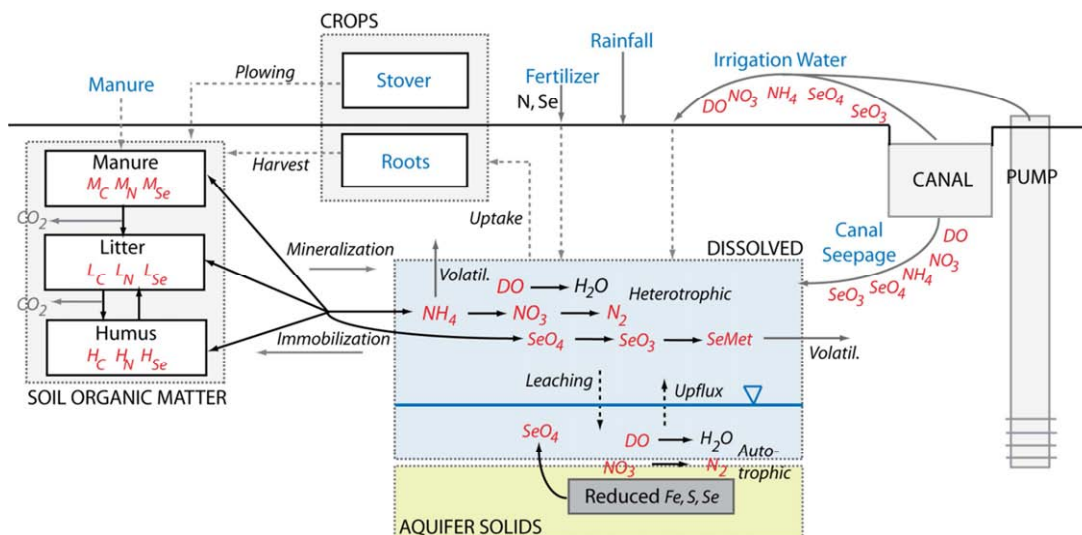 CROPS
Rainfall
Irrigation Water
Manure
Plowing
Stover
Fertilizer
N, Se
DO NO3 NH4 SeO4 SeO3
Harvest
Roots
Manure
MC MN MSe
CO2
Litter
LC LN LSe
CO2
Humus
HC HN HSe
SOIL ORGANIC MATTER
Mineralization
Immobilization
Uptake
CANAL
PUMP
Canal
Seepage
DO
NO3
NH4
SeO4
SeO3
DISSOLVED
Volatil.
DO H2O
Heterotrophic
NH4 NO3 N2
SeO4 SeO3 SeMet
Volatil.
Leaching
Upflux
SeO4
DO H2O
Auto-
trophic
NO3 N2
Reduced Fe, S, Se
AQUIFER SOLIDS